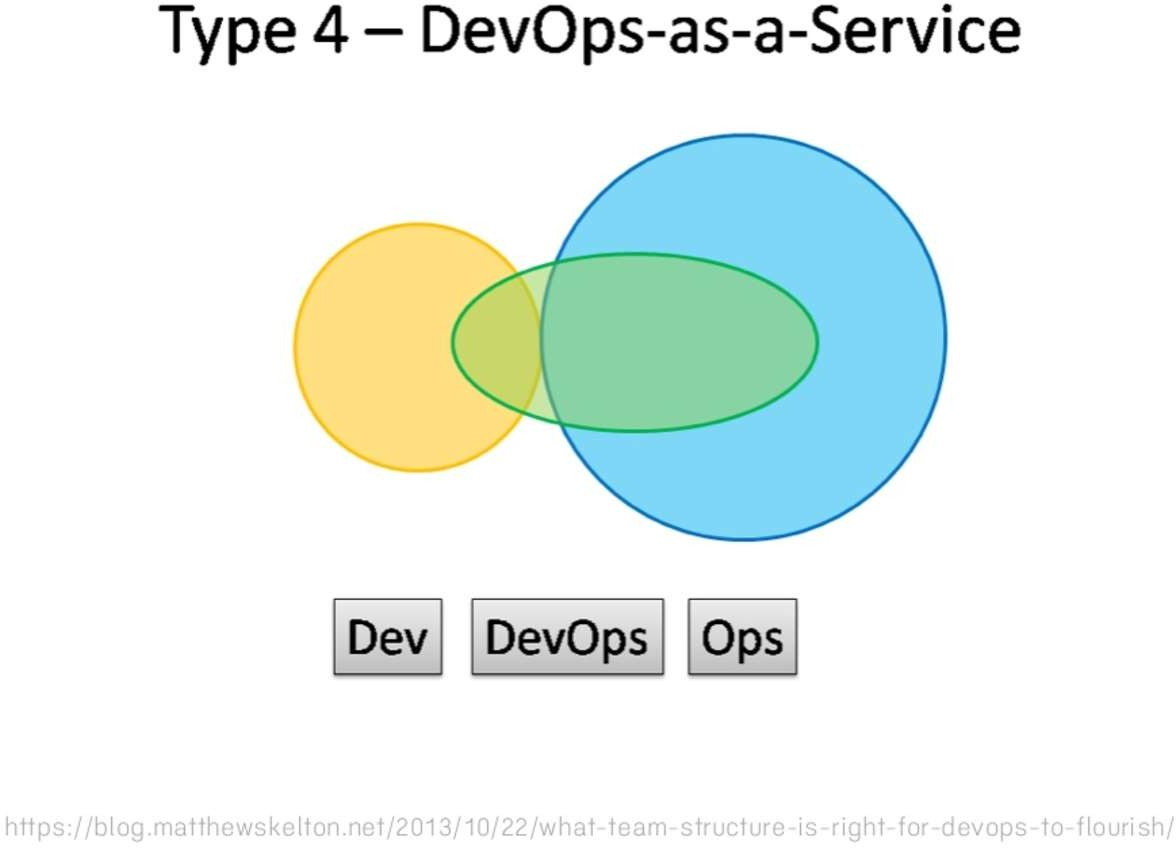 Type 4 – DevOps-as-a-Service
Dev DevOps Ops
https://blog.matthewskelton.net/2013/10/22/what-team-structure-is-right-for-devops-to-flourish/